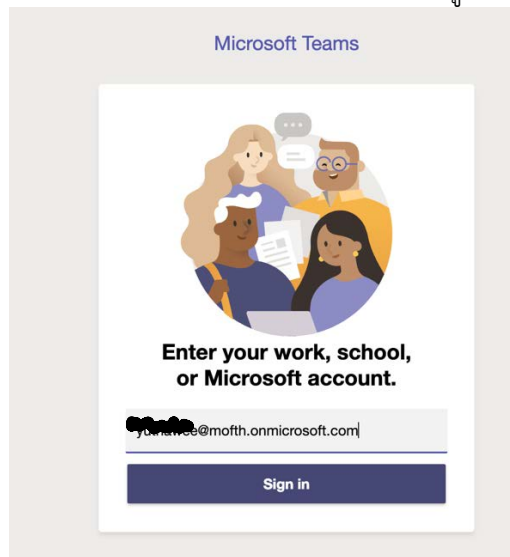 Microsoft Teams
Enter your work, school,
or Microsoft account.
@mofth.onmicrosoft.com
Sign in